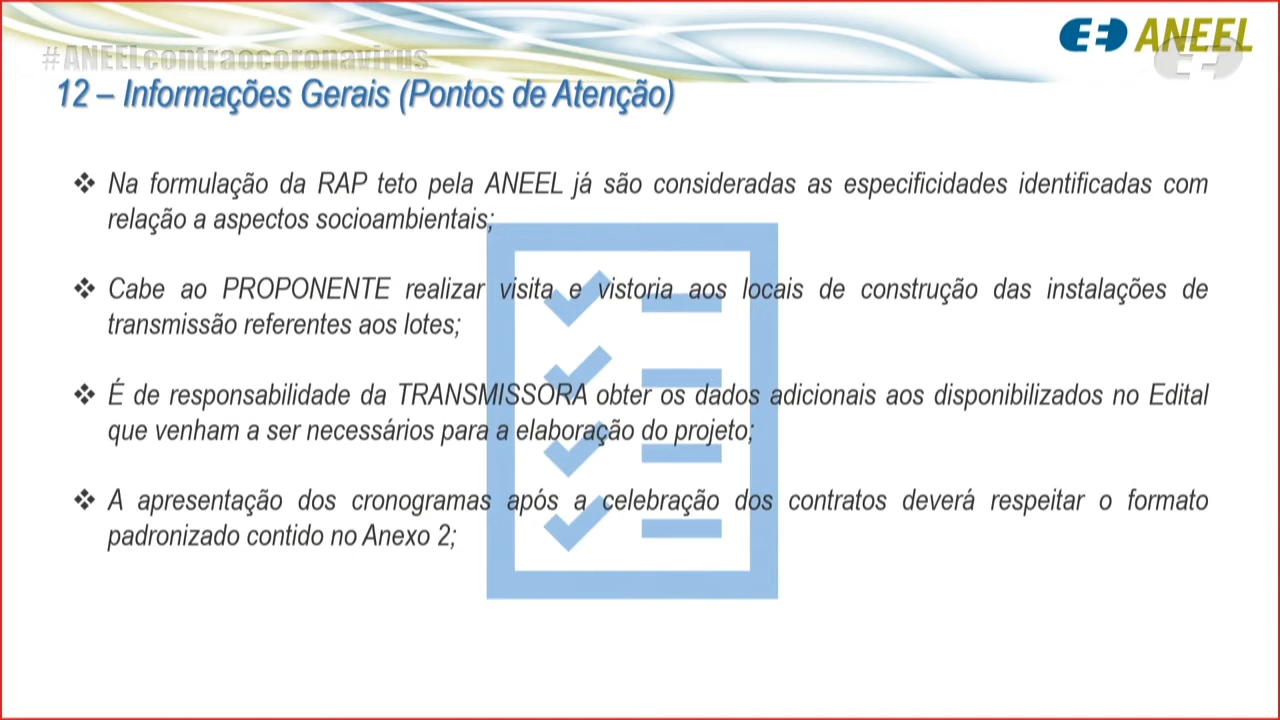 ANEEL
#ANEELcontraocoronavirus
12 – Informações Gerais (Pontos de Atenção)
❖ Na formulação da RAP teto pela ANEEL já são consideradas as especificidades identificadas com
relação a aspectos socioambientais;
❖ Cabe ao PROPONENTE realizar visita e vistoria aos locais de construção das instalações de
transmissão referentes aos lotes;
❖ É de responsabilidade da TRANSMISSORA obter os dados adicionais aos disponibilizados no Edital
que venham a ser necessários para a elaboração do projeto;
❖ A apresentação dos cronogramas após a celebração dos contratos deverá respeitar o formato
padronizado contido no Anexo 2;